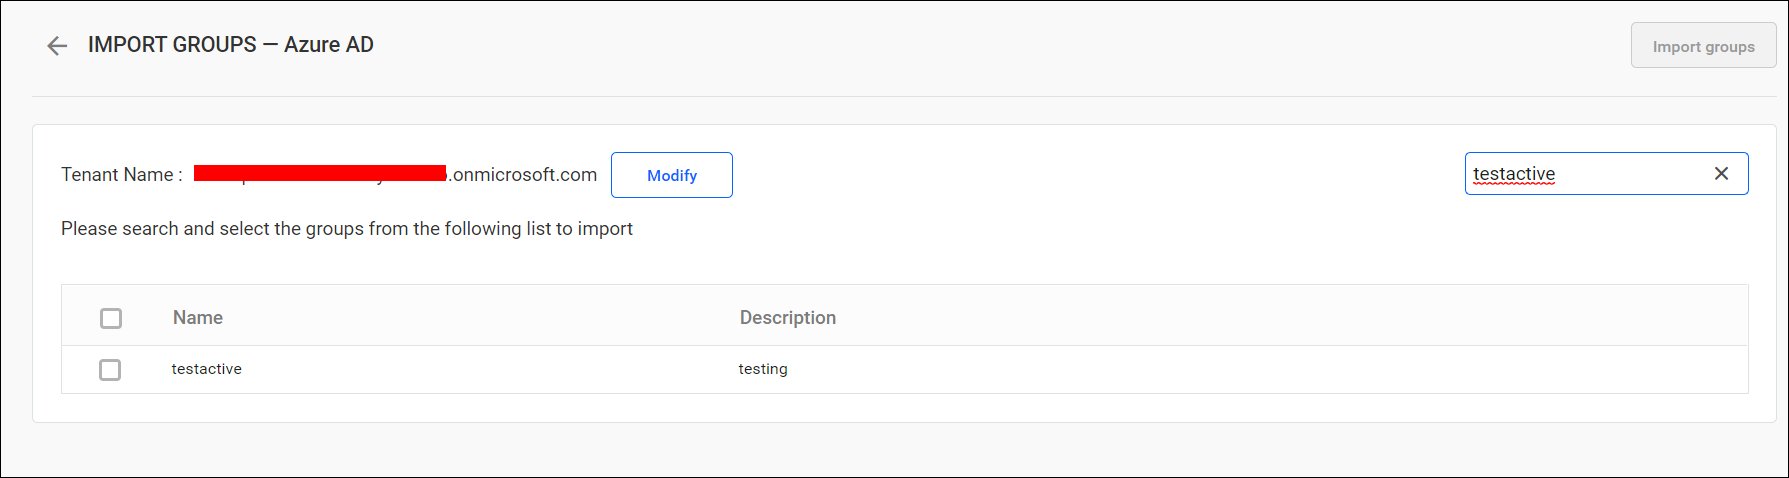 IMPORT GROUPS — Azure AD
Import groups
Tenant Name :
.onmicrosoft.com
Modify
testactive
Please search and select the groups from the following list to import
Name Description
testactive testing